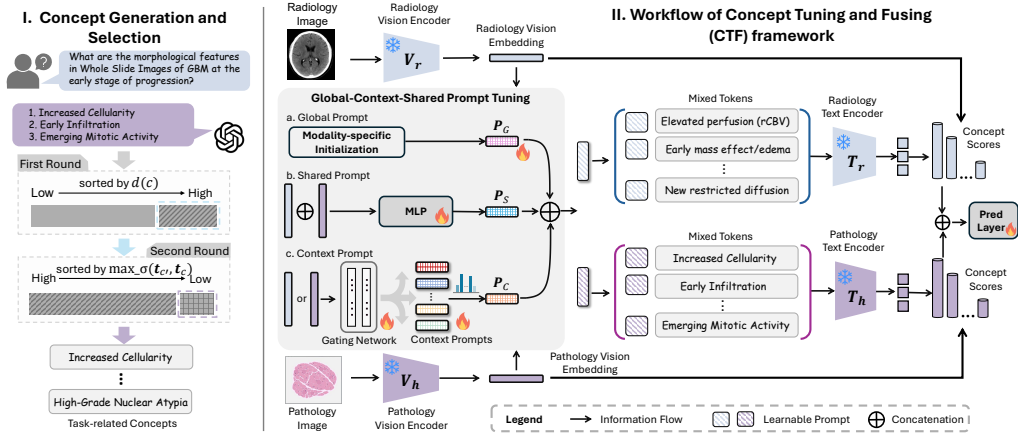 I. Concept Generation and
Selection
What are the morphological features
in Whole Slide Images of GBM at the
early stage of progression?
1. Increased Cellularity
2. Early Infiltration
3. Emerging Mitotic Activity
First Round
Low sorted by d(c) High
Second Round
High sorted by max_σ(t_c′, t_c) Low
Increased Cellularity
High-Grade Nuclear Atypia
Task-related Concepts
II. Workflow of Concept Tuning and Fusing
(CTF) framework
Radiology
Image
Radiology
Vision Encoder
V_r
Radiology Vision
Embedding
Global-Context-Shared Prompt Tuning
a. Global Prompt
Modality-specific
Initialization
P_G
b. Shared Prompt
MLP
P_S
c. Context Prompt
or
Gating Network
Context Prompts
P_C
Pathology
Image
V_h
Pathology
Vision Encoder
Pathology Vision
Embedding
Mixed Tokens
Elevated perfusion (rCBV)
Early mass effect/edema
New restricted diffusion
Radiology
Text Encoder
T_r
Concept
Scores
Pred
Layer
Mixed Tokens
Increased Cellularity
Early Infiltration
Emerging Mitotic Activity
Pathology
Text Encoder
T_h
Concept
Scores
Legend
Information Flow
Learnable Prompt
Concatenation